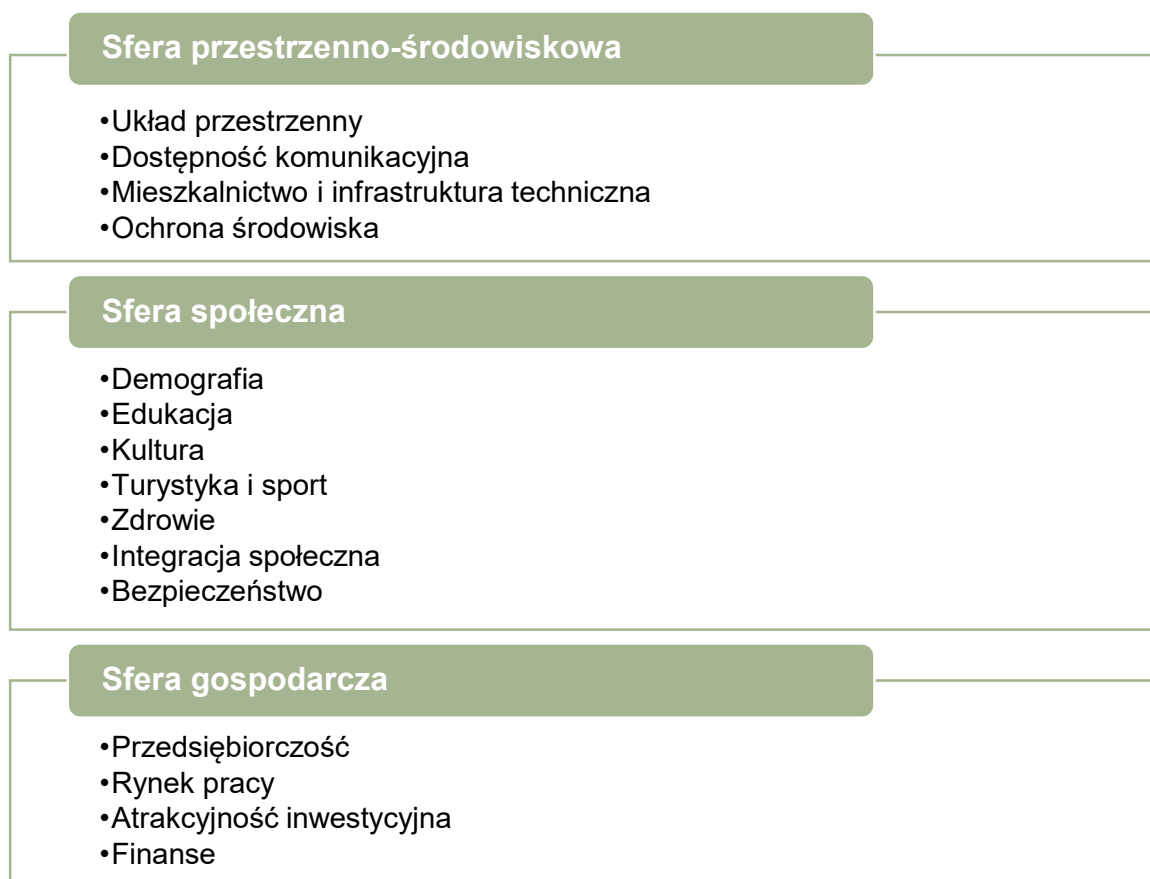 Sfera przestrzenno-środowiskowa
•Układ przestrzenny
•Dostępność komunikacyjna
•Mieszkalnictwo i infrastruktura techniczna
•Ochrona środowiska
Sfera społeczna
•Demografia
•Edukacja
•Kultura
•Turystyka i sport
•Zdrowie
•Integracja społeczna
•Bezpieczeństwo
Sfera gospodarcza
•Przedsiębiorczość
•Rynek pracy
•Atrakcyjność inwestycyjna
•Finanse